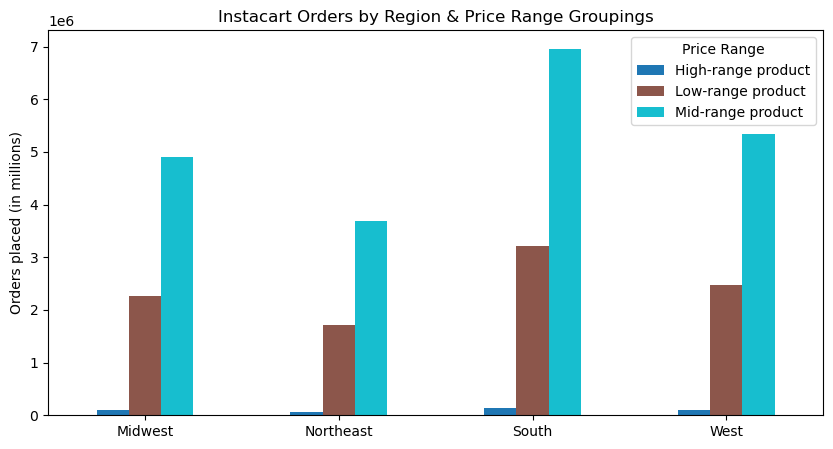 Instacart Orders by Region & Price Range Groupings
1e6
7
6
5
4
3
2
1
0
Orders placed (in millions)
Price Range
High-range product
Low-range product
Mid-range product
Midwest Northeast South West